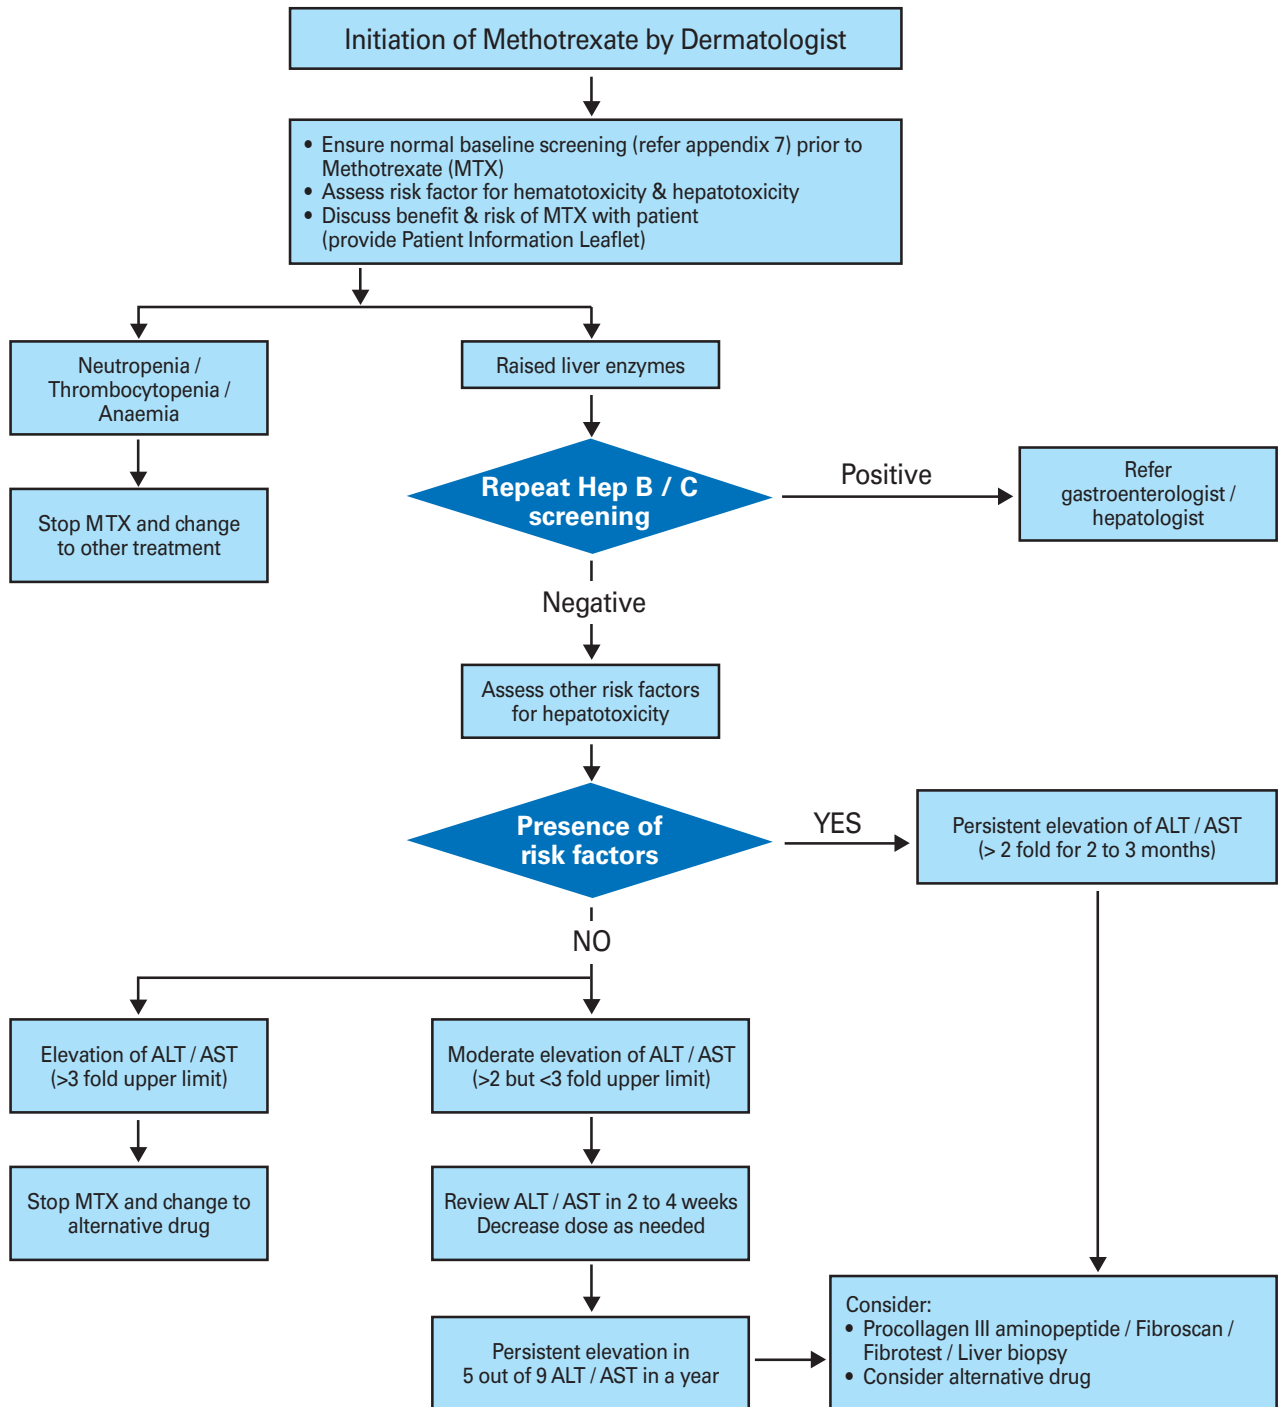 Initiation of Methotrexate by Dermatologist
• Ensure normal baseline screening (refer appendix 7) prior to
Methotrexate (MTX)
• Assess risk factor for hematotoxicity & hepatotoxicity
• Discuss benefit & risk of MTX with patient
(provide Patient Information Leaflet)
Neutropenia /
Thrombocytopenia /
Anaemia
Raised liver enzymes
Stop MTX and change
to other treatment
Repeat Hep B / C
screening
Positive
Refer
gastroenterologist /
hepatologist
Negative
Assess other risk factors
for hepatotoxicity
Presence of
risk factors
YES
Persistent elevation of ALT / AST
(> 2 fold for 2 to 3 months)
NO
Elevation of ALT / AST
(>3 fold upper limit)
Moderate elevation of ALT / AST
(>2 but <3 fold upper limit)
Stop MTX and change to
alternative drug
Review ALT / AST in 2 to 4 weeks
Decrease dose as needed
Persistent elevation in
5 out of 9 ALT / AST in a year
Consider:
• Procollagen III aminopeptide / Fibroscan /
Fibrotest / Liver biopsy
• Consider alternative drug